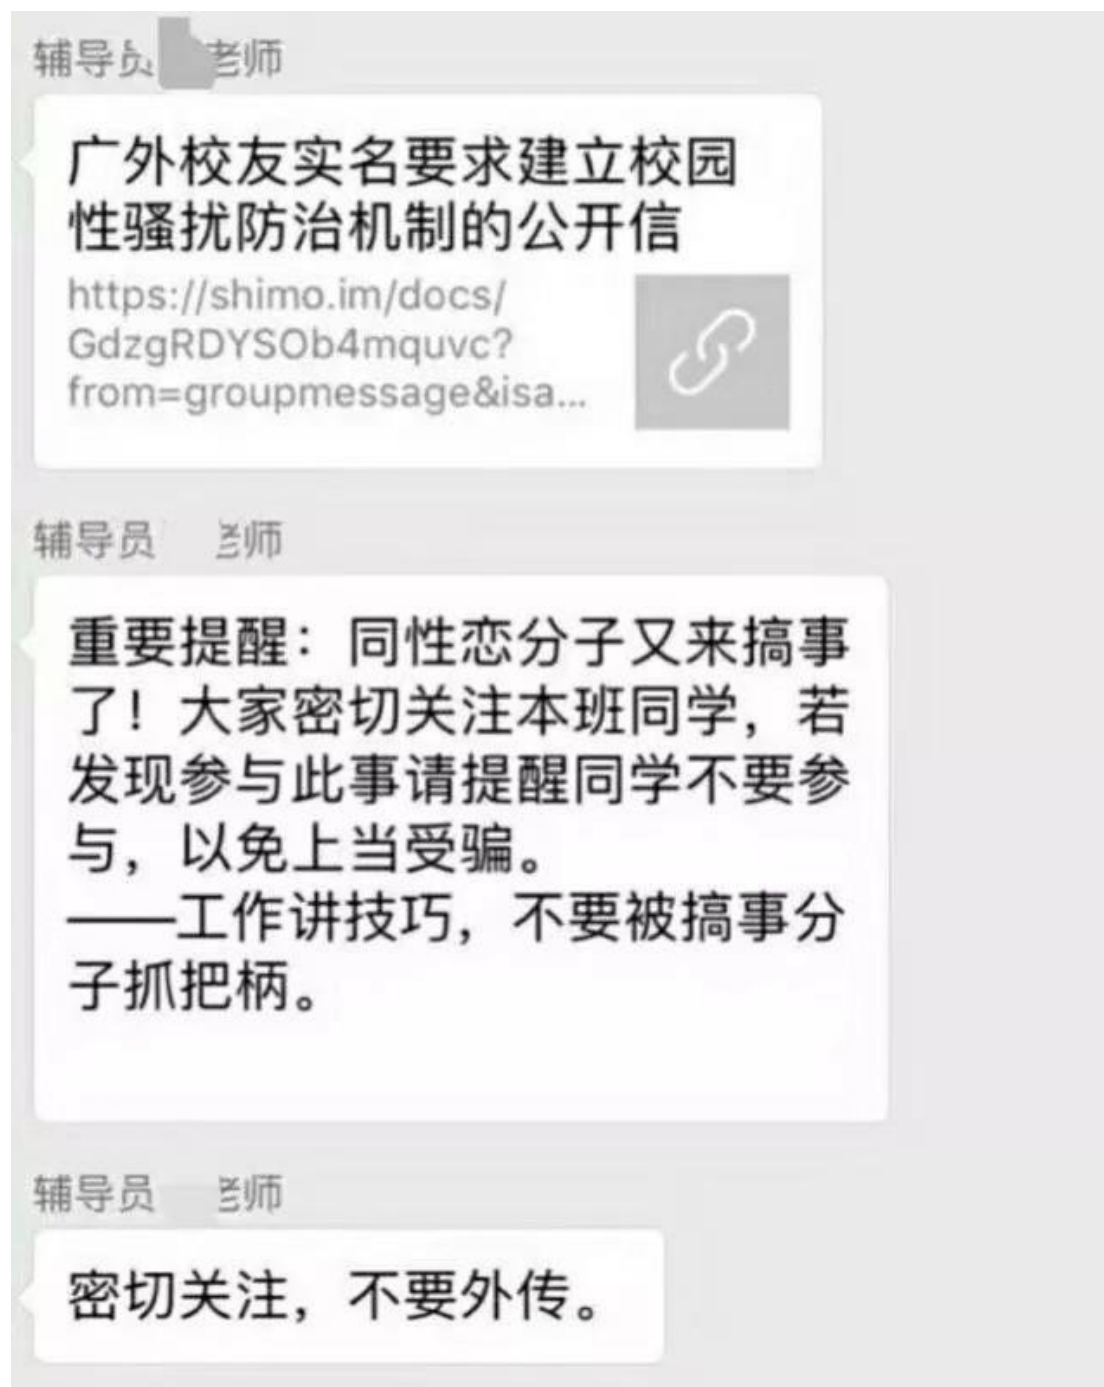 辅导员 老师
广外校友实名要求建立校园
性骚扰防治机制的公开信
https://shimo.im/docs/
GdzgRDYSOb4mquvc?
from=groupmessage&isa...
辅导员 老师
重要提醒：同性恋分子又来搞事
了！大家密切关注本班同学，若
发现参与此事请提醒同学不要参
与，以免上当受骗。
——工作讲技巧，不要被搞事分
子抓把柄。
辅导员 老师
密切关注，不要外传。